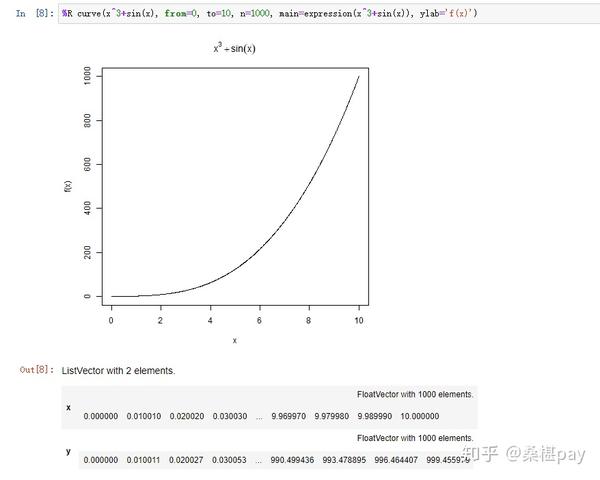 In [8]: %R curve(x^3+sin(x), from=0, to=10, n=1000, main=expression(x^3+sin(x)), ylab='f(x)')
x³ + sin(x)
1000
800
600
400
200
0
f(x)
0 2 4 6 8 10
x
Out[8]: ListVector with 2 elements.
FloatVector with 1000 elements.
x
0.000000 0.010010 0.020020 0.030030 ... 9.969970 9.979980 9.989990 10.000000
FloatVector with 1000 elements.
y
0.000000 0.010011 0.020027 0.030053 ... 990.499436 993.478895 996.464407 999.455979
知乎 @桑椹pay